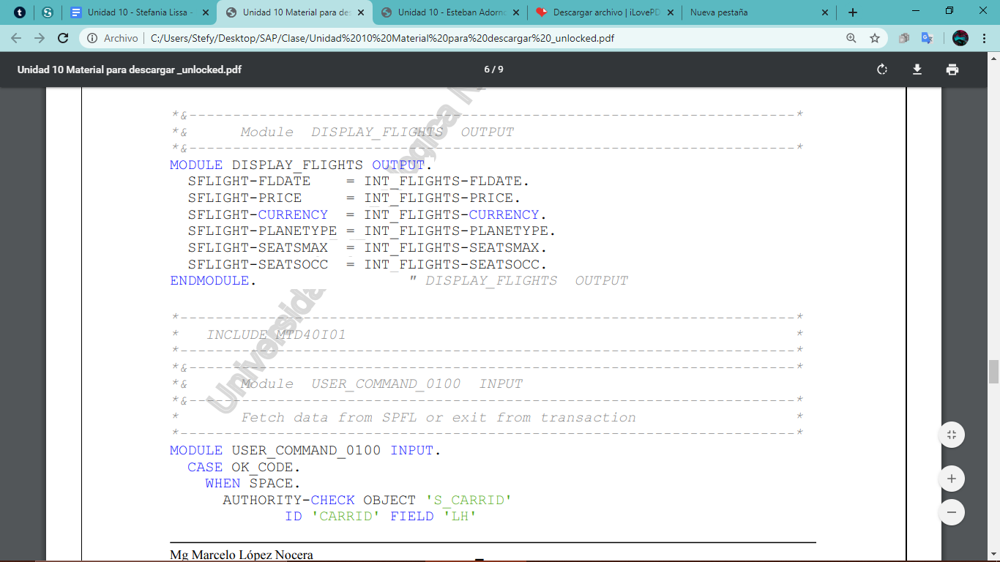 Unidad 10 - Stefania Lissa -
Unidad 10 Material para des
Unidad 10 - Esteban Adorno
Descargar archivo | iLovePD
Nueva pestaña
Archivo
C:/Users/Stefy/Desktop/SAP/Clase/Unidad%2010%20Material%20para%20descargar%20_unlocked.pdf
Unidad 10 Material para descargar _unlocked.pdf
6 / 9
*&---------------------------------------------------------------------*
*&      Module  DISPLAY_FLIGHTS  OUTPUT
*&---------------------------------------------------------------------*
MODULE DISPLAY_FLIGHTS OUTPUT.
  SFLIGHT-FLDATE    = INT_FLIGHTS-FLDATE.
  SFLIGHT-PRICE     = INT_FLIGHTS-PRICE.
  SFLIGHT-CURRENCY  = INT_FLIGHTS-CURRENCY.
  SFLIGHT-PLANETYPE = INT_FLIGHTS-PLANETYPE.
  SFLIGHT-SEATSMAX  = INT_FLIGHTS-SEATSMAX.
  SFLIGHT-SEATSOCC  = INT_FLIGHTS-SEATSOCC.
ENDMODULE.                 " DISPLAY_FLIGHTS  OUTPUT
*----------------------------------------------------------------------*
*   INCLUDE MTD40I01                                                   *
*----------------------------------------------------------------------*
*&---------------------------------------------------------------------*
*&      Module  USER_COMMAND_0100  INPUT
*&---------------------------------------------------------------------*
*       Fetch data from SPFL or exit from transaction                  *
*----------------------------------------------------------------------*
MODULE USER_COMMAND_0100 INPUT.
  CASE OK_CODE.
    WHEN SPACE.
      AUTHORITY-CHECK OBJECT 'S_CARRID'
             ID 'CARRID' FIELD 'LH'
Mg Marcelo López Nocera